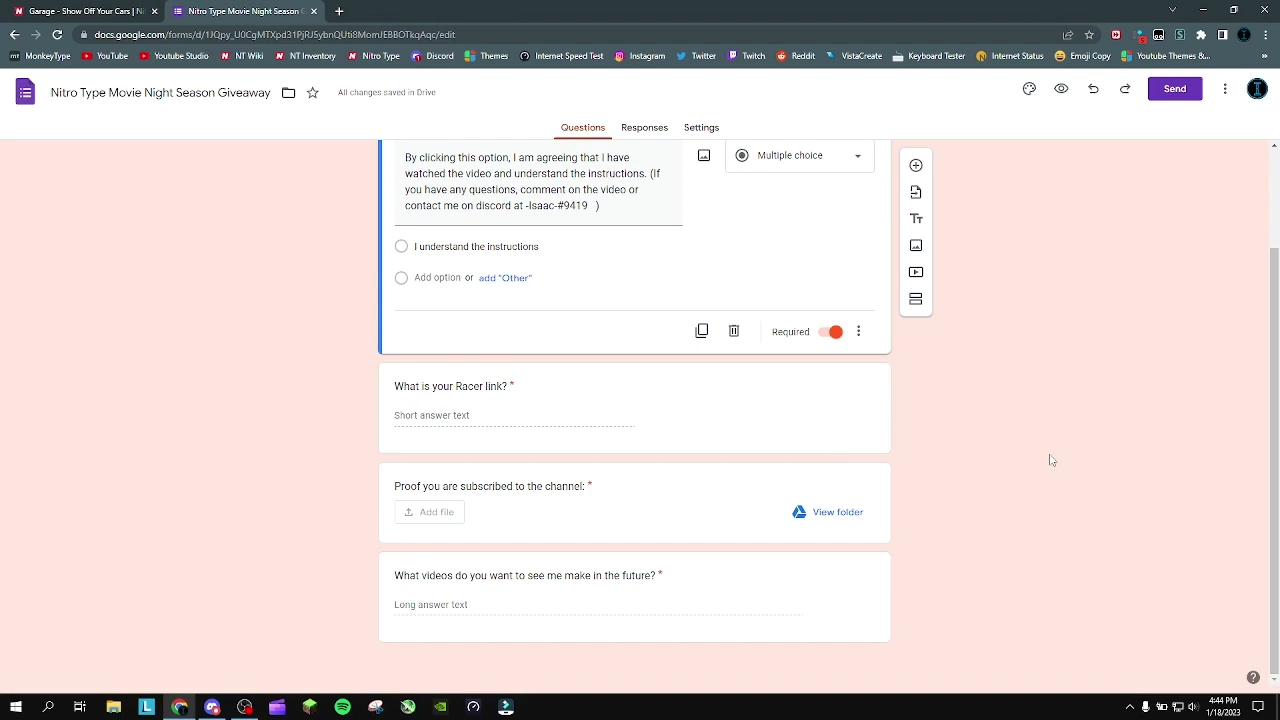 Garage - Show Off Your Cars | Ni
Nitro Type Movie Night Season G
docs.google.com/forms/d/1JQpy_U0CgMTXpd31PjRJ5ybnQUti8MomJEBBOTkqAqc/edit
MonkeyType
YouTube
Youtube Studio
NT Wiki
NT Inventory
Nitro Type
Discord
Themes
-Internet Speed Test
Instagram
Twitter
Twitch
Reddit
VistaCreate
Keyboard Tester
Internet Status
Emoji Copy
Youtube Themes &...
Nitro Type Movie Night Season Giveaway
All changes saved in Drive
Send
Questions
Responses
Settings
By clicking this option, I am agreeing that I have
watched the video and understand the instructions. (If
you have any questions, comment on the video or
contact me on discord at -Isaac-#9419 )
Multiple choice
I understand the instructions
Add option or add "Other"
Required
What is your Racer link? *
Short answer text
Proof you are subscribed to the channel: *
Add file
View folder
What videos do you want to see me make in the future? *
Long answer text
4:44 PM
1/18/2023